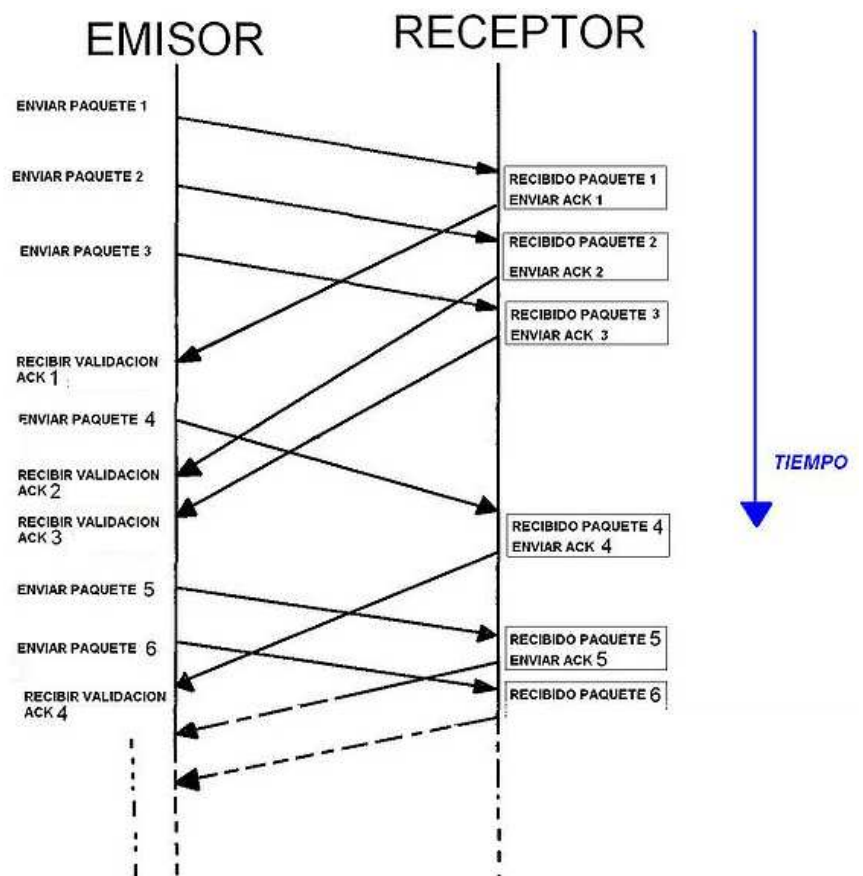 EMISOR
RECEPTOR
ENVIAR PAQUETE 1
RECIBIDO PAQUETE 1
ENVIAR ACK 1
ENVIAR PAQUETE 2
RECIBIDO PAQUETE 2
ENVIAR ACK 2
ENVIAR PAQUETE 3
RECIBIDO PAQUETE 3
ENVIAR ACK 3
RECIBIR VALIDACION
ACK 1
ENVIAR PAQUETE 4
RECIBIR VALIDACION
ACK 2
TIEMPO
RECIBIR VALIDACION
ACK 3
RECIBIDO PAQUETE 4
ENVIAR ACK 4
ENVIAR PAQUETE 5
RECIBIDO PAQUETE 5
ENVIAR ACK 5
ENVIAR PAQUETE 6
RECIBIDO PAQUETE 6
RECIBIR VALIDACION
ACK 4